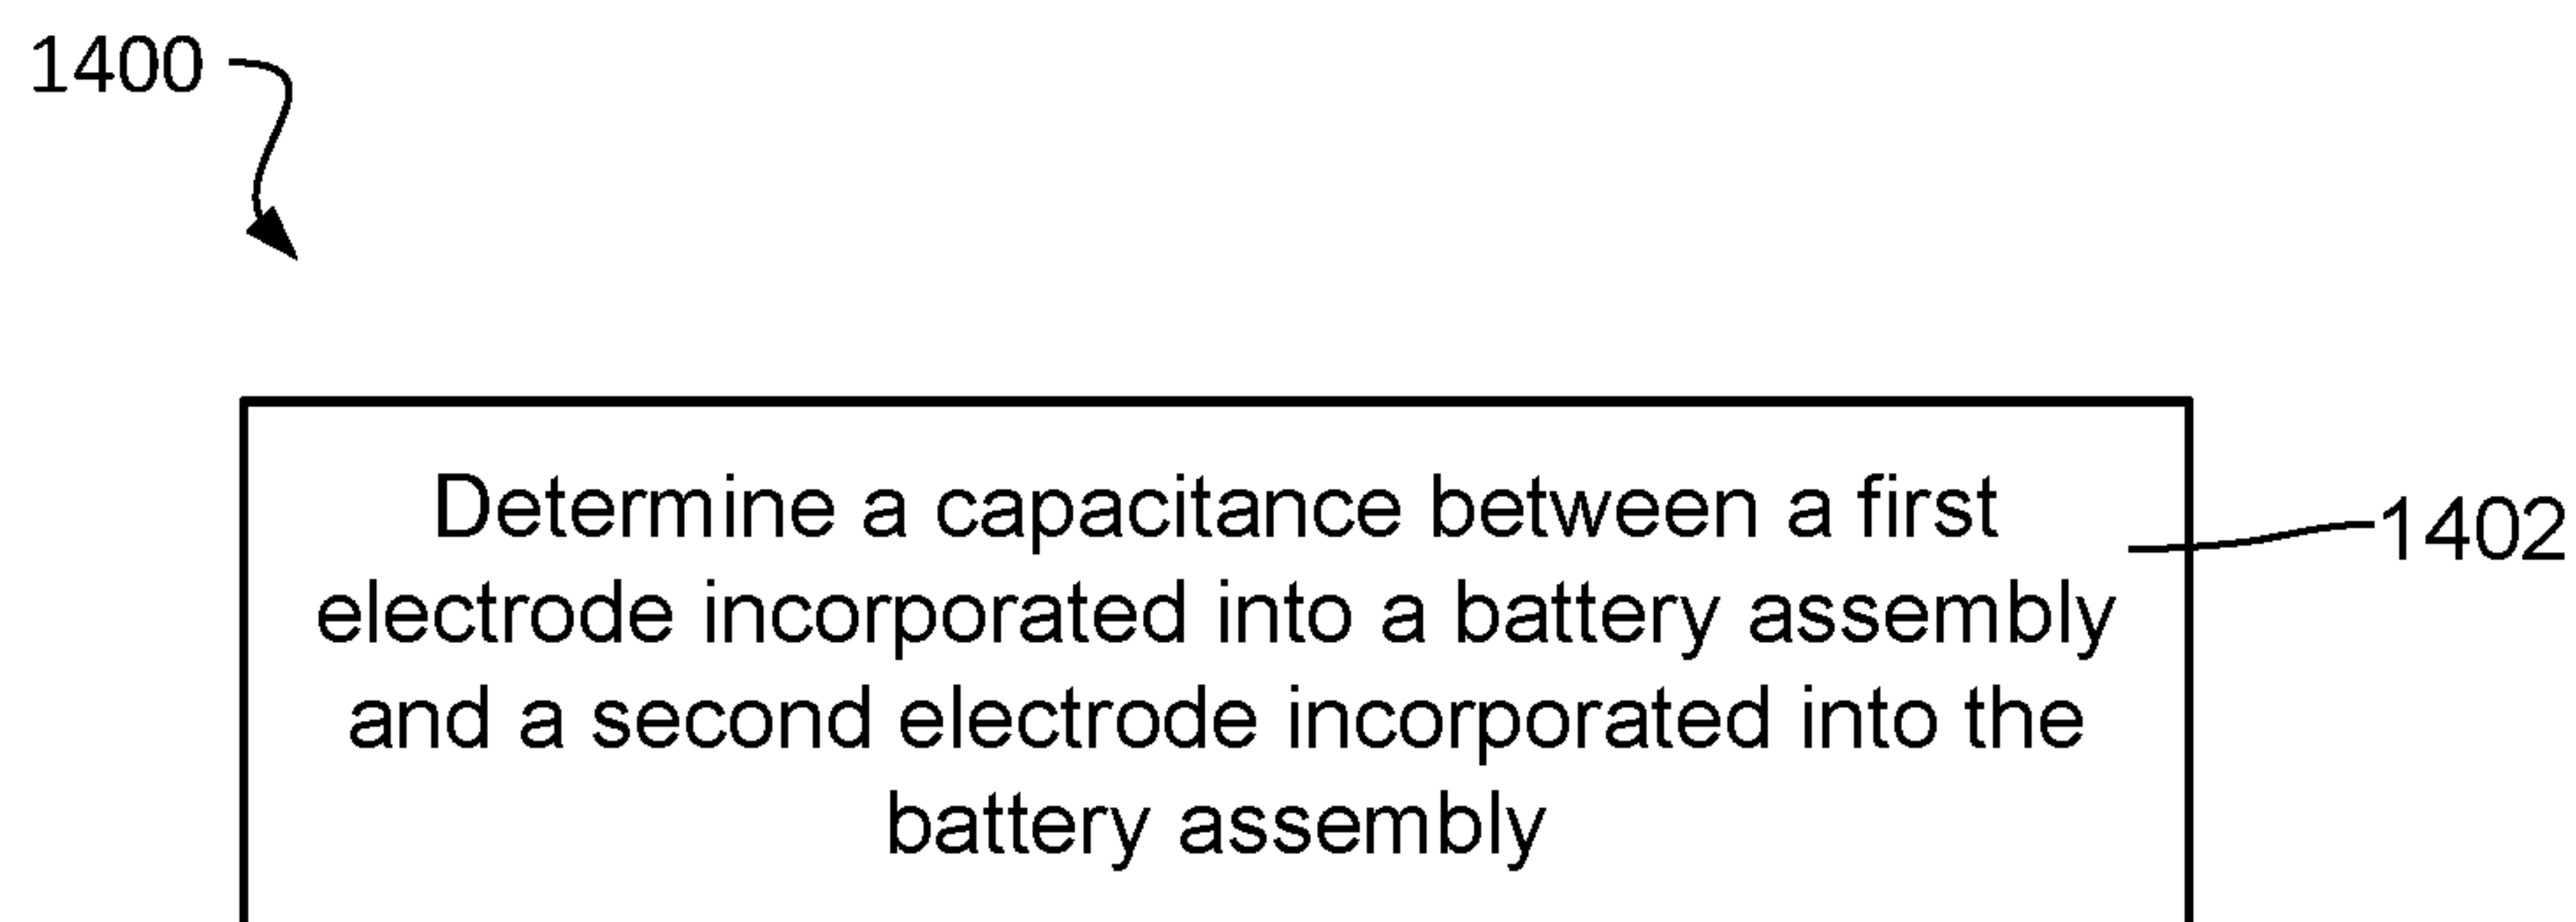 1400
Determine a capacitance between a first
electrode incorporated into a battery assembly
and a second electrode incorporated into the
battery assembly
1402